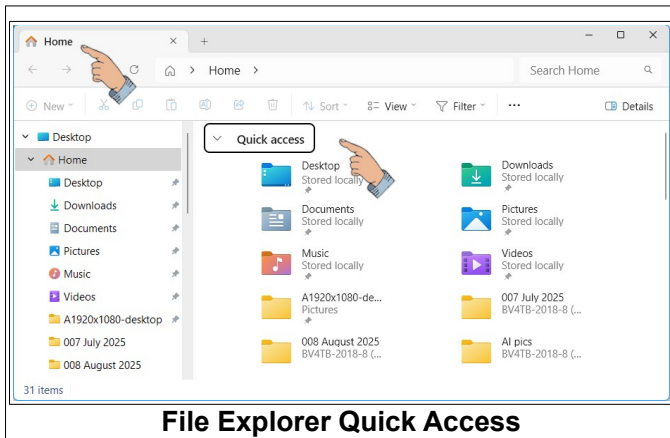 Home
Home
Search Home
New
Sort
View
Filter
Details
Desktop
Home
Desktop
Downloads
Documents
Pictures
Music
Videos
A1920x1080-desktop
007 July 2025
008 August 2025
Quick access
Desktop
Stored locally
Downloads
Stored locally
Documents
Stored locally
Pictures
Stored locally
Music
Stored locally
Videos
Stored locally
A1920x1080-de...
Pictures
007 July 2025
BV4TB-2018-8 (...
008 August 2025
BV4TB-2018-8 (...
AI pics
BV4TB-2018-8 (...
31 items
File Explorer Quick Access